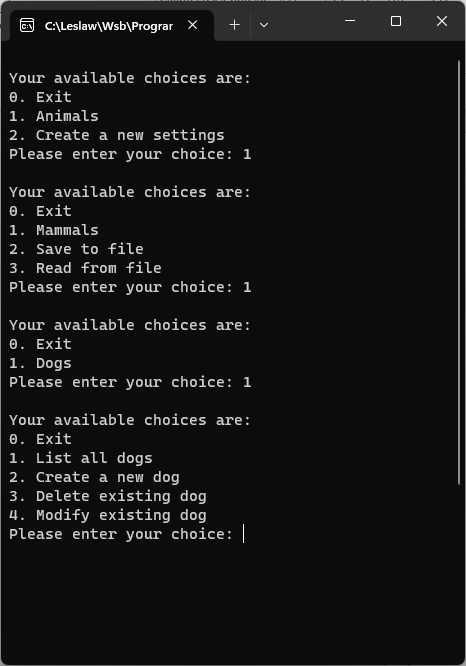 C:\Leslaw\Wsb\Prograr
Your available choices are:
0. Exit
1. Animals
2. Create a new settings
Please enter your choice: 1
Your available choices are:
0. Exit
1. Mammals
2. Save to file
3. Read from file
Please enter your choice: 1
Your available choices are:
0. Exit
1. Dogs
Please enter your choice: 1
Your available choices are:
0. Exit
1. List all dogs
2. Create a new dog
3. Delete existing dog
4. Modify existing dog
Please enter your choice: